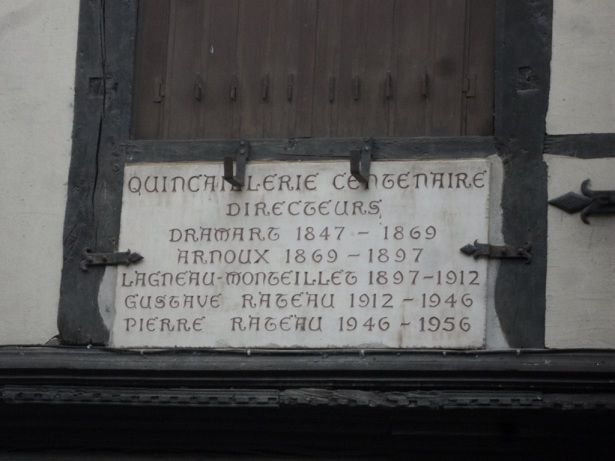 QUINCAILLERIE CENTENAIRE
DIRECTEURS
DRAMART 1847 - 1869
ARNOUX 1869 - 1897
LAGNEAU-MONTEILLET 1897-1912
GUSTAVE RATEAU 1912 - 1946
PIERRE RATEAU 1946 - 1956